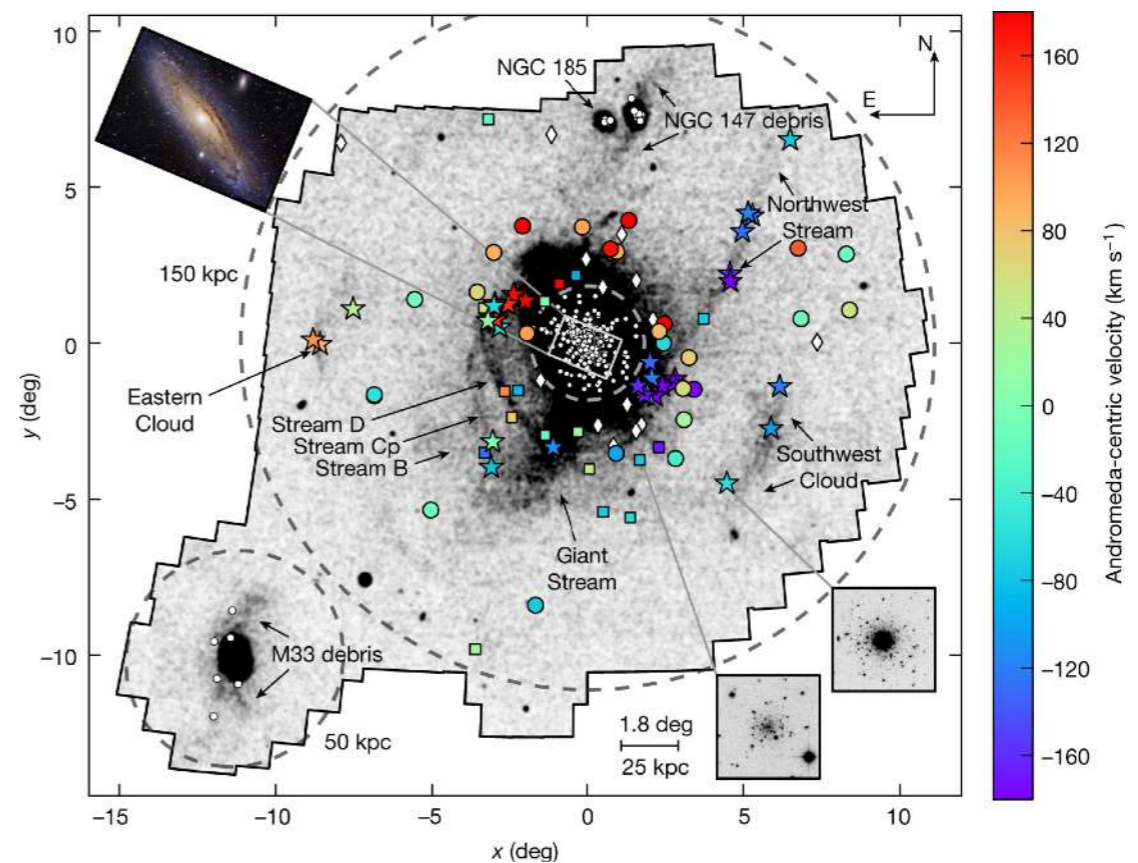 10
5
0
−5
−10
y (deg)
−15
−10
−5
0
5
10
x (deg)
N
E
NGC 185
NGC 147 debris
Northwest
Stream
150 kpc
Eastern
Cloud
Stream D
Stream Cp
Stream B
Southwest
Cloud
Giant
Stream
M33 debris
50 kpc
1.8 deg
25 kpc
160
120
80
40
0
−40
−80
−120
−160
Andromeda-centric velocity (km s⁻¹)